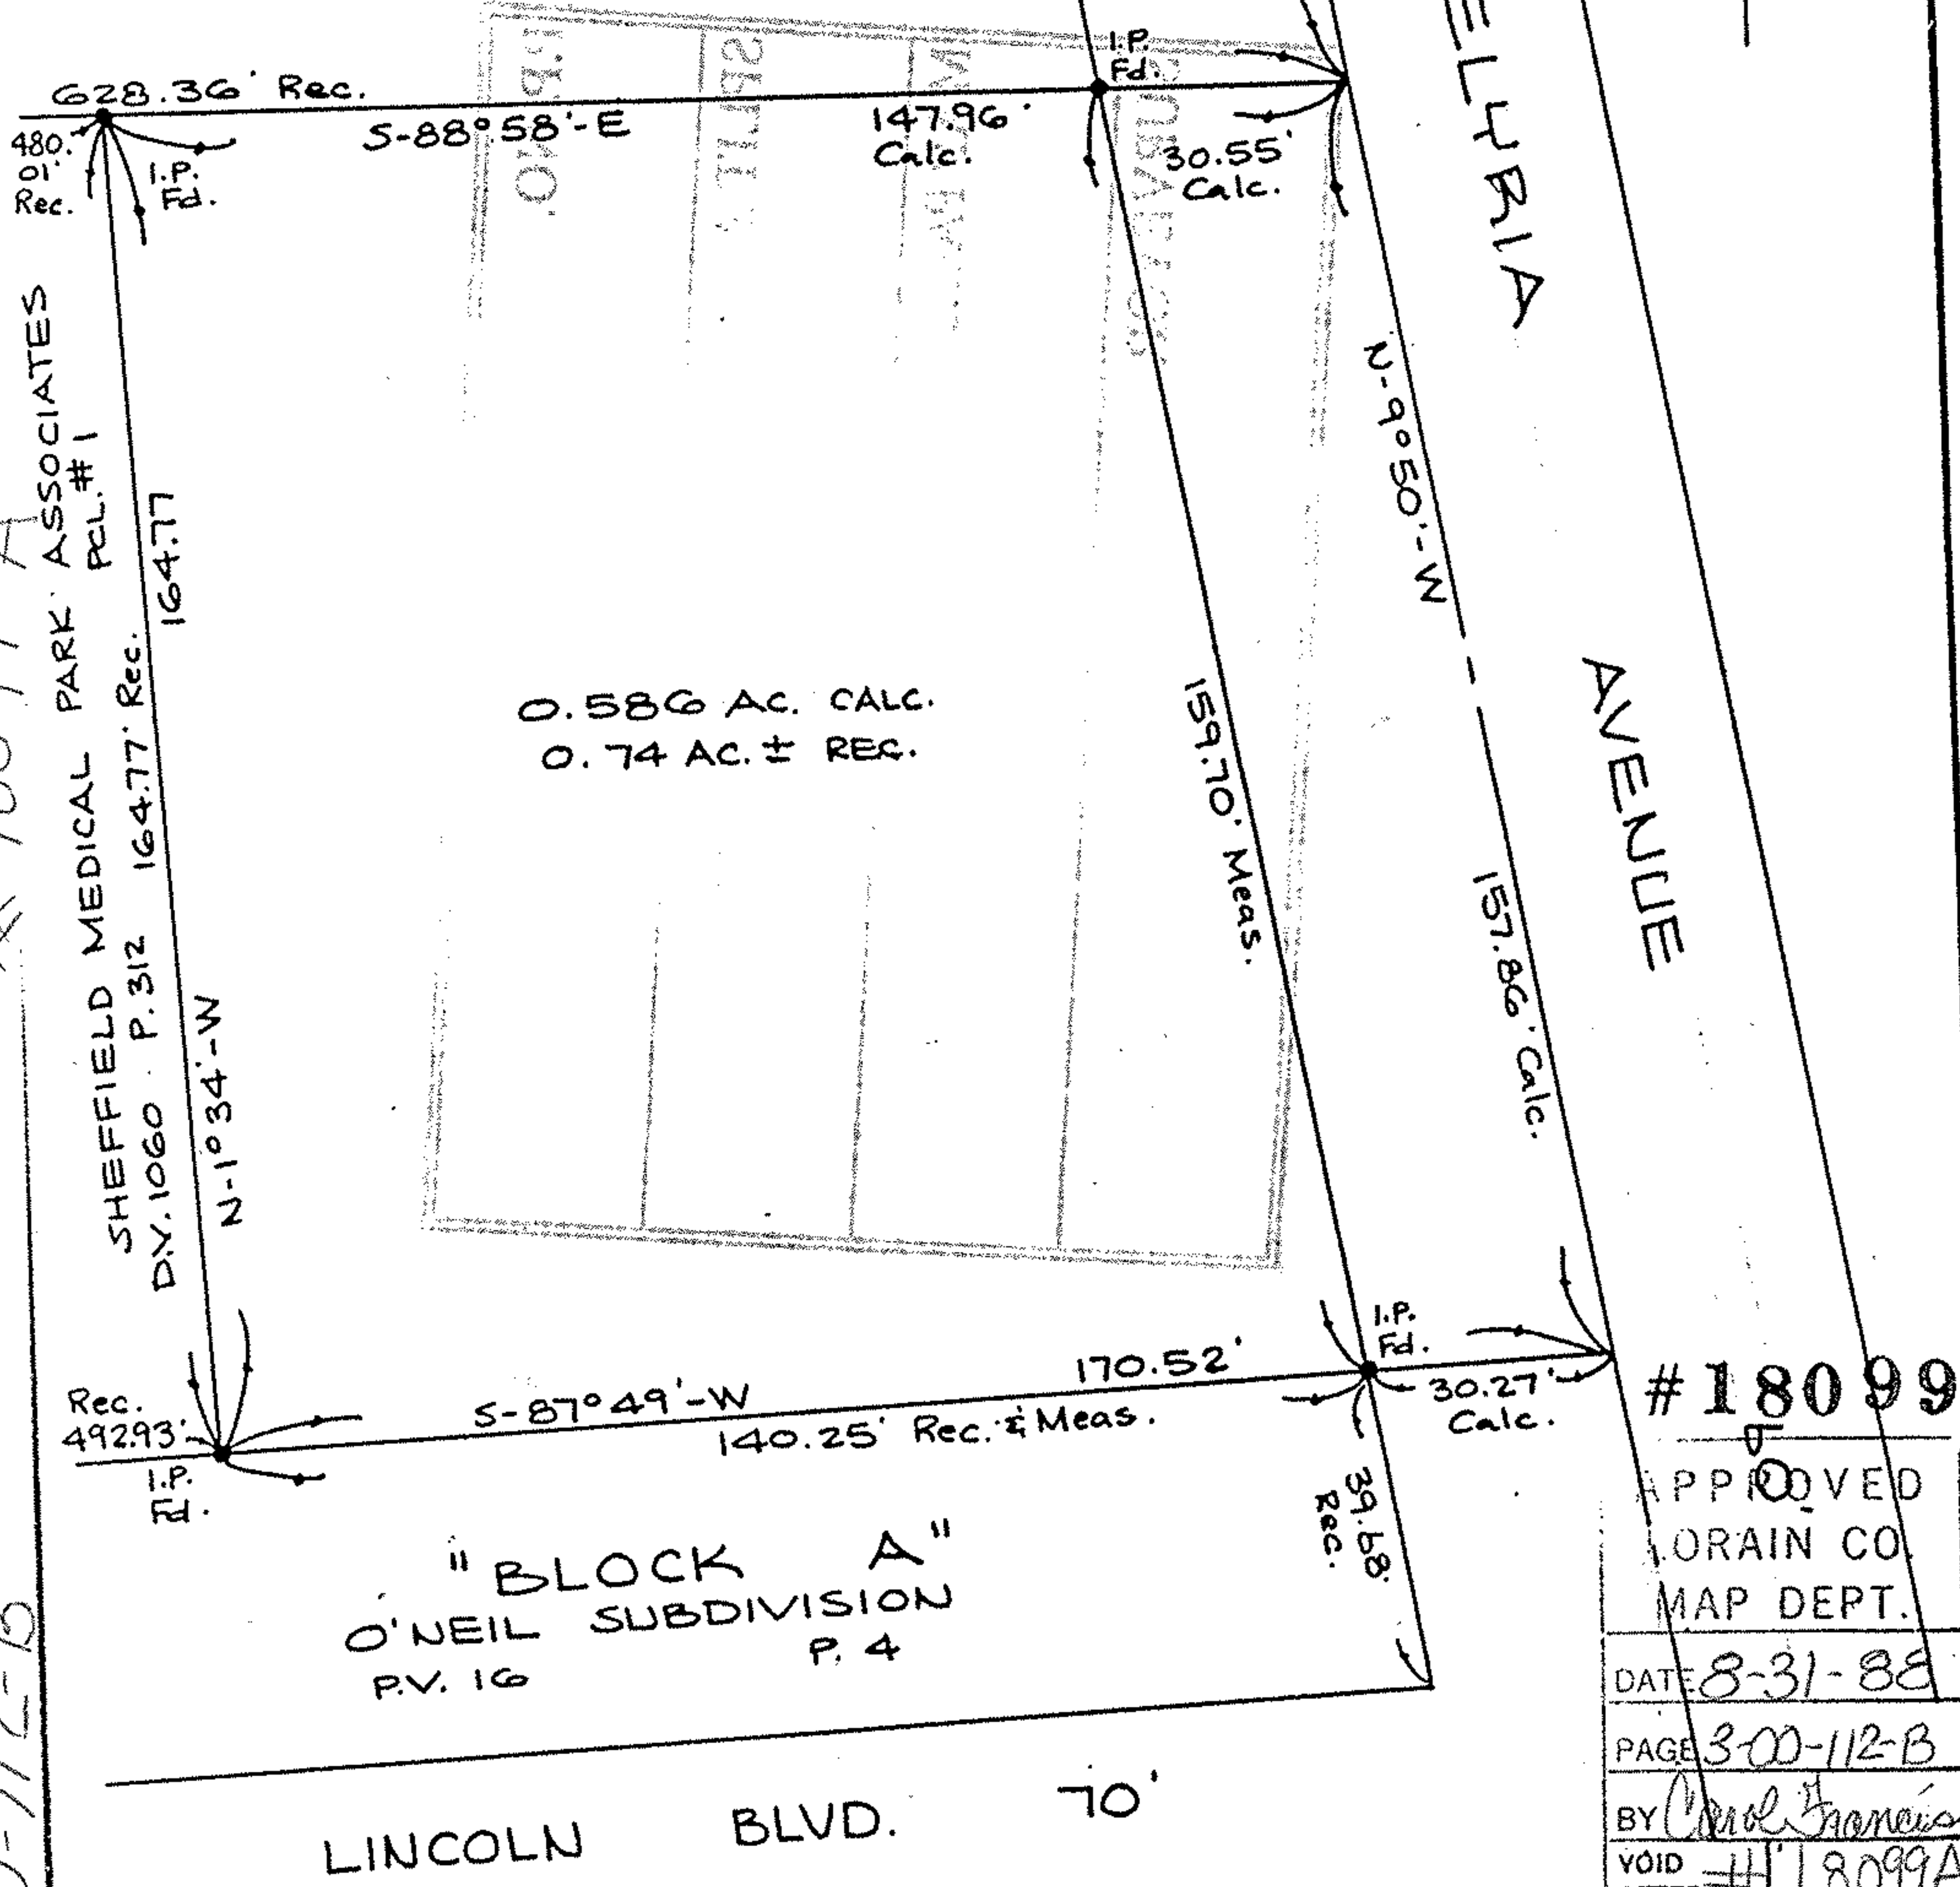 628.36' Rec.
S-88°58'-E
147.96'
Calc.
I.P.
Fd.
30.55'
Calc.
480.
01'
Rec.
I.P.
Fd.
ELYRIA
AVENUE
N-9°50'-W
157.86' Calc.
159.70' Meas.
SHEFFIELD MEDICAL PARK ASSOCIATES
PCL. #1
D.V. 1060 P. 312 164.77' Rec.
164.77
N-1°34'-W
0.586 AC. CALC.
0.74 AC. ± REC.
I.P.
Fd.
170.52'
S-87°49'-W
140.25' Rec. & Meas.
30.27'
Calc.
Rec.
492.93'
I.P.
Fd.
39.68'
Rec.
"BLOCK A"
O'NEIL SUBDIVISION
P.V. 16 P. 4
LINCOLN BLVD. 70'
#18099
APPROVED
LORAIN CO.
MAP DEPT.
DATE 8-31-88
PAGE 3-00-112-B
BY Carol Francis
VOID #18099A